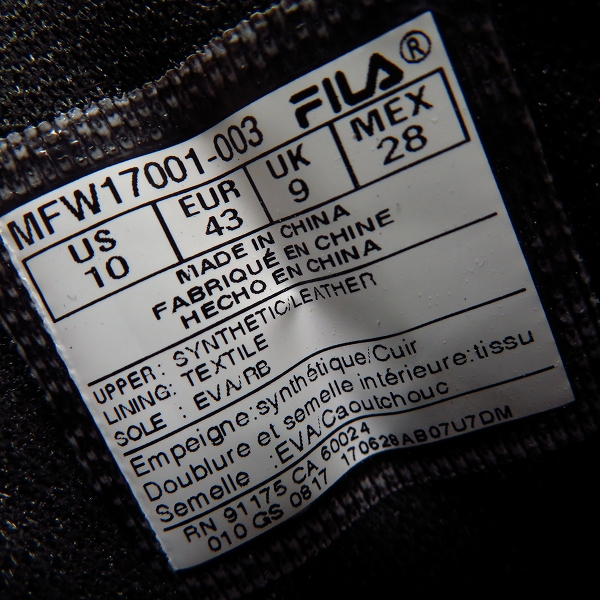 FILA®
MFW17001-003
US EUR UK MEX
10 43 9 28
MADE IN CHINA
FABRIQUÉ EN CHINE
HECHO EN CHINA
UPPER: SYNTHETIC/LEATHER
LINING: TEXTILE
SOLE : EVA/RB
Empeigne:synthétique/Cuir
Doublure et semelle intérieure:tissu
Semelle :EVA/Caoutchouc
RN 91175 CA 60024
010 GS 0817 170628AB07U7DM